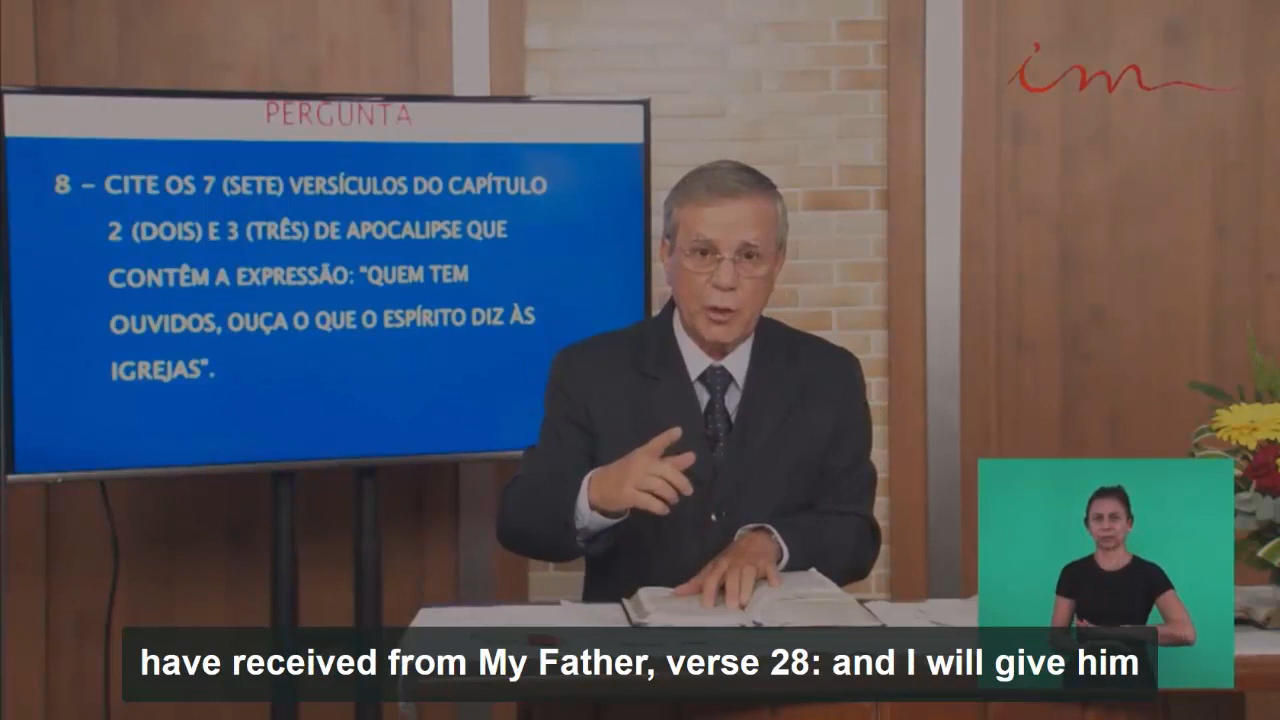 im
PERGUNTA
8 – CITE OS 7 (SETE) VERSÍCULOS DO CAPÍTULO
2 (DOIS) E 3 (TRÊS) DE APOCALIPSE QUE
CONTÊM A EXPRESSÃO: "QUEM TEM
OUVIDOS, OUÇA O QUE O ESPÍRITO DIZ ÀS
IGREJAS".
have received from My Father, verse 28: and I will give him